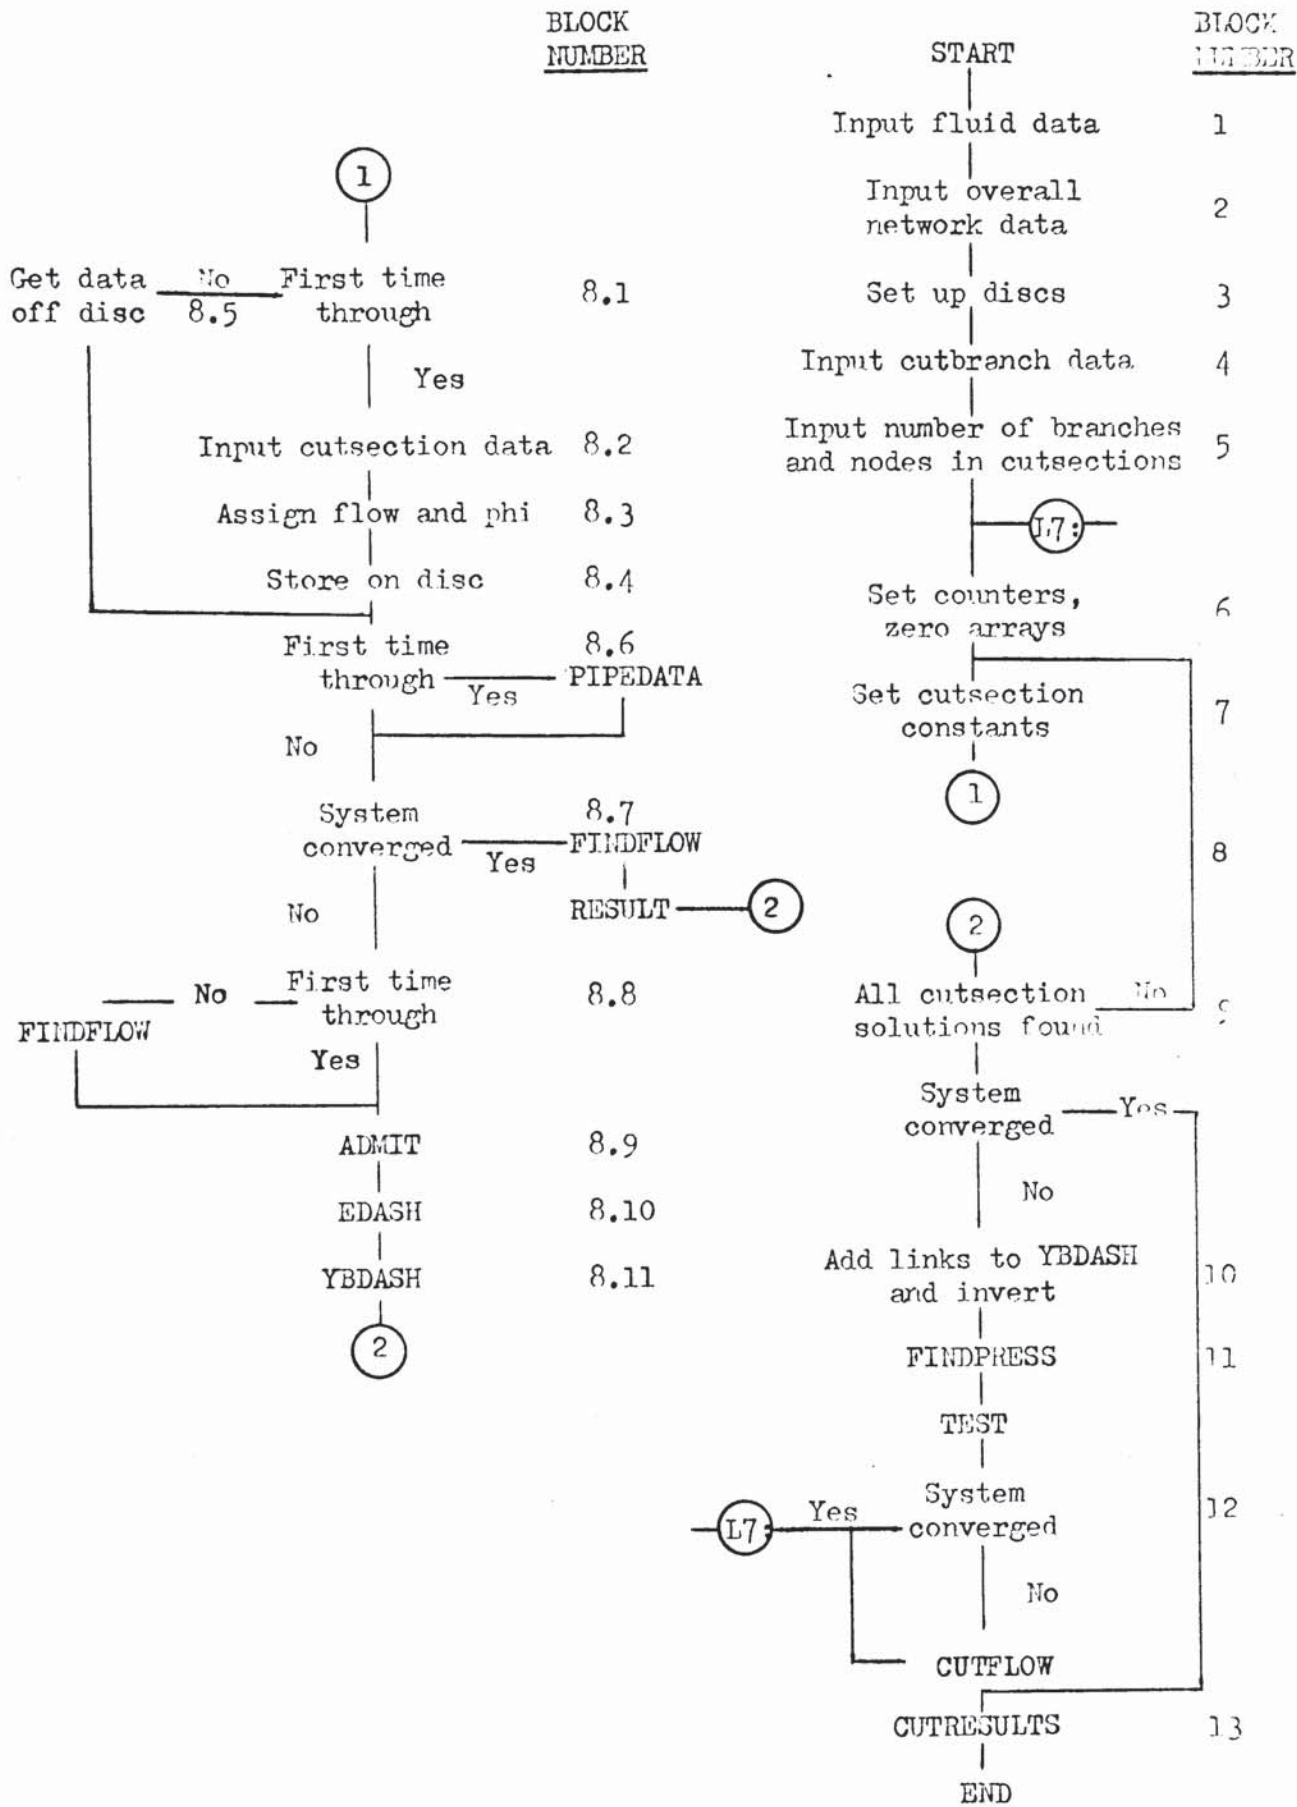 BLOCK
NUMBER
1
Get data
off disc
No
8.5
First time
through
8.1
Yes
Input cutsection data 8.2
Assign flow and phi 8.3
Store on disc 8.4
First time
through
8.6
Yes
PIPEDATA
No
System
converged
8.7
Yes
FINDFLOW
No
RESULT
2
No
First time
through
8.8
FINDFLOW
Yes
ADMIT 8.9
EDASH 8.10
YBDASH 8.11
2
BLOCK
START
Input fluid data 1
Input overall
network data
2
Set up discs 3
Input cutbranch data 4
Input number of branches
and nodes in cutsections
5
L7:
Set counters,
zero arrays
6
Set cutsection
constants
7
1
8
2
All cutsection
solutions found
No
9
System
converged
Yes
No
Add links to YBDASH
and invert
10
FINDPRESS 11
TEST
System
converged
12
Yes
L7:
No
CUTFLOW
CUTRESULTS 13
END